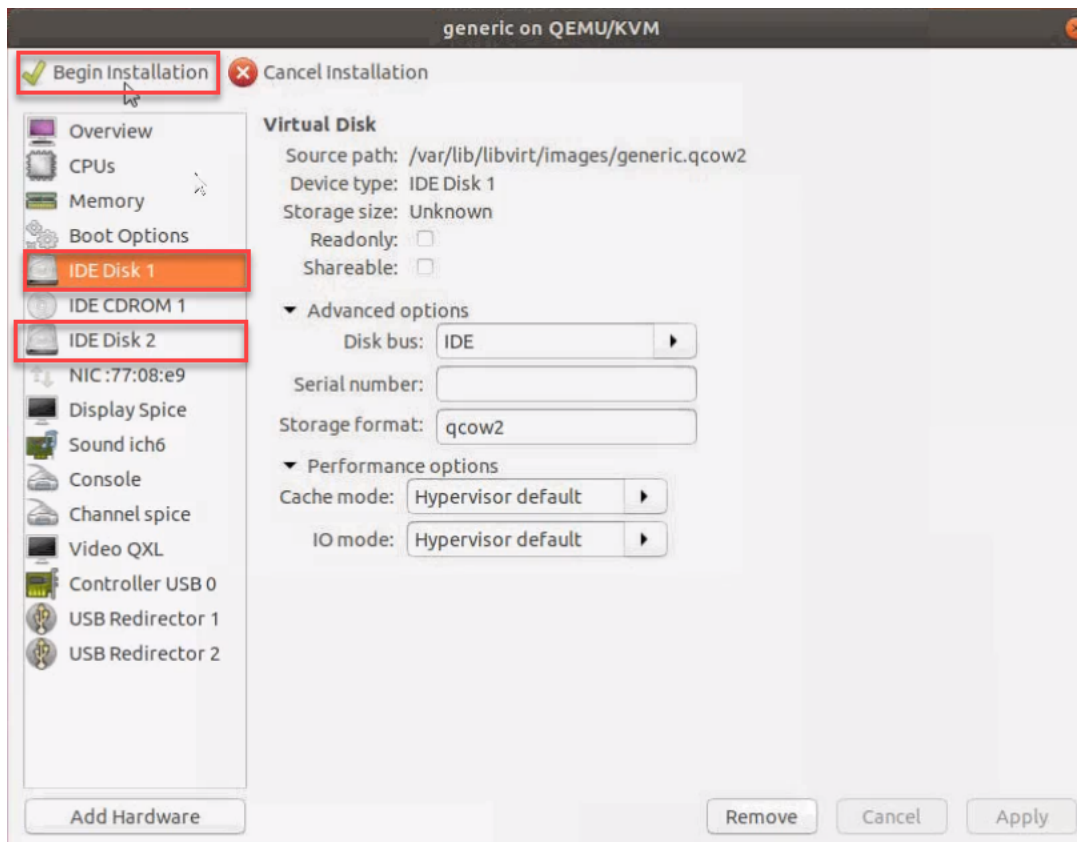 generic on QEMU/KVM
Begin Installation
Cancel Installation
Overview
CPUs
Memory
Boot Options
IDE Disk 1
IDE CDROM 1
IDE Disk 2
NIC :77:08:e9
Display Spice
Sound ich6
Console
Channel spice
Video QXL
Controller USB 0
USB Redirector 1
USB Redirector 2
Add Hardware
Virtual Disk
Source path: /var/lib/libvirt/images/generic.qcow2
Device type: IDE Disk 1
Storage size: Unknown
Readonly:
Shareable:
Advanced options
Disk bus: IDE
Serial number:
Storage format: qcow2
Performance options
Cache mode: Hypervisor default
IO mode: Hypervisor default
Remove Cancel Apply